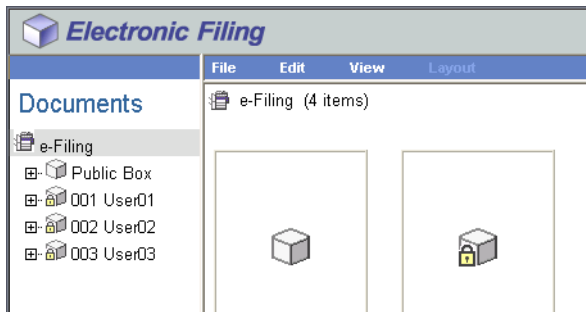 Electronic Filing
File Edit View Layout
Documents
e-Filing
Public Box
001 User01
002 User02
003 User03
e-Filing (4 items)